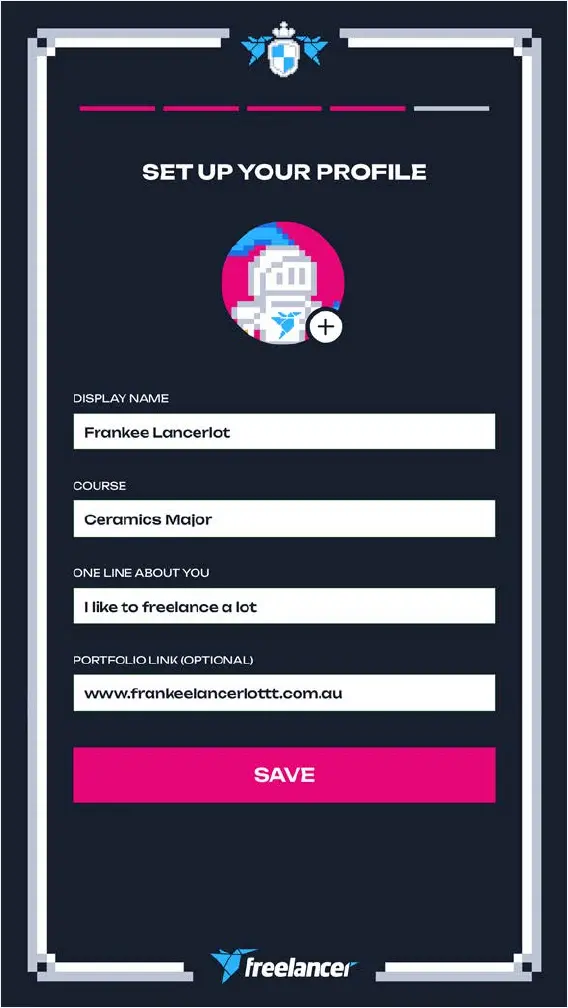 SET UP YOUR PROFILE
DISPLAY NAME
Frankee Lancerlot
COURSE
Ceramics Major
ONE LINE ABOUT YOU
I like to freelance a lot
PORTFOLIO LINK (OPTIONAL)
www.frankeelancerlottt.com.au
SAVE
freelancer